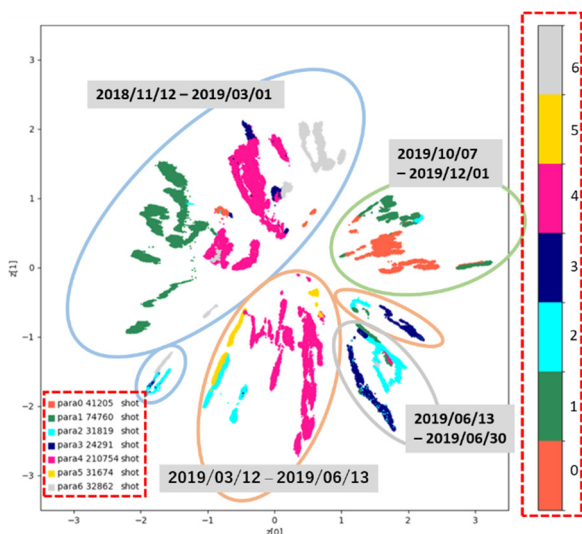 2018/11/12 – 2019/03/01
2019/10/07
– 2019/12/01
2019/06/13
– 2019/06/30
2019/03/12 – 2019/06/13
para0 41205 shot
para1 74760 shot
para2 31819 shot
para3 24291 shot
para4 210754 shot
para5 31674 shot
para6 32862 shot
3
2
1
0
−1
−2
−3
z[1]
−3 −2 −1 0 1 2 3
z[0]
6
5
4
3
2
1
0